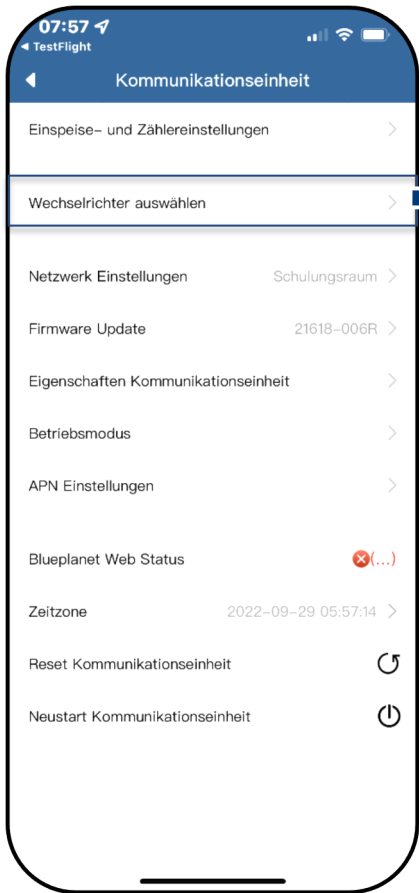 07:57
◀ TestFlight
Kommunikationseinheit
Einspeise- und Zählereinstellungen
Wechselrichter auswählen
Netzwerk Einstellungen Schulungsraum
Firmware Update 21618-006R
Eigenschaften Kommunikationseinheit
Betriebsmodus
APN Einstellungen
Blueplanet Web Status (...)
Zeitzone 2022-09-29 05:57:14
Reset Kommunikationseinheit
Neustart Kommunikationseinheit